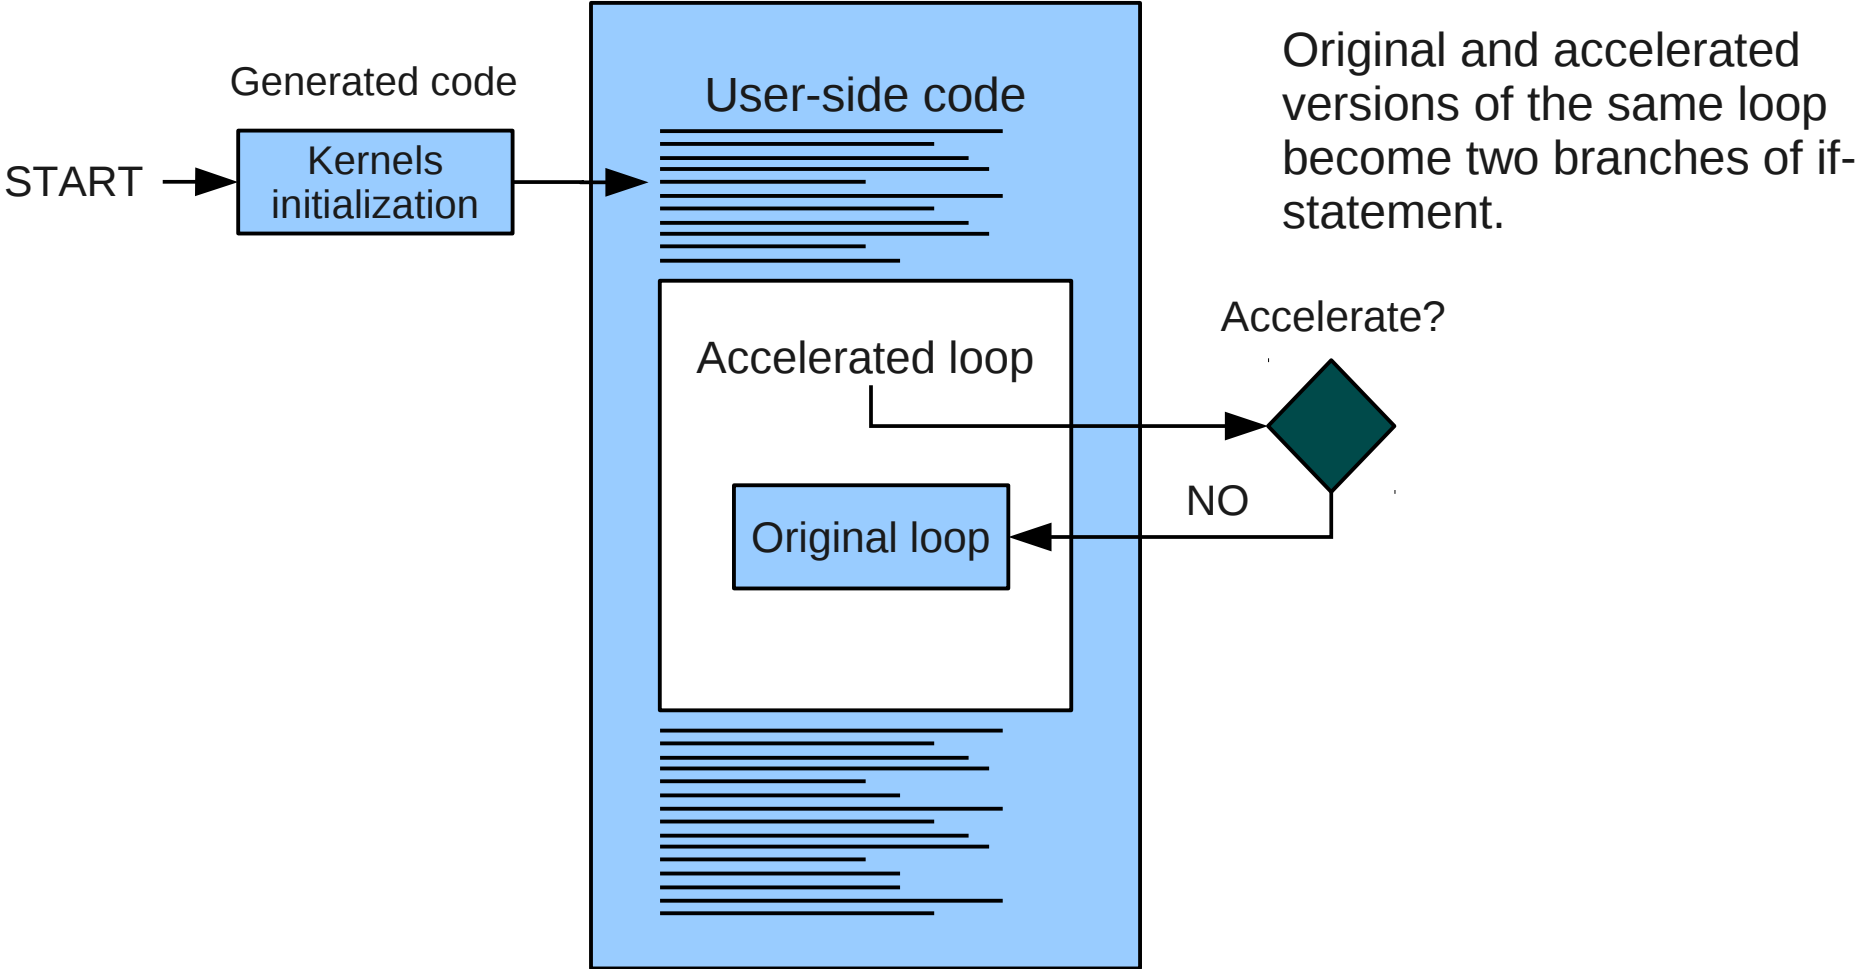 Generated code
START
Kernels
initialization
User-side code
Original and accelerated
versions of the same loop
become two branches of if-
statement.
Accelerated loop
Accelerate?
NO
Original loop